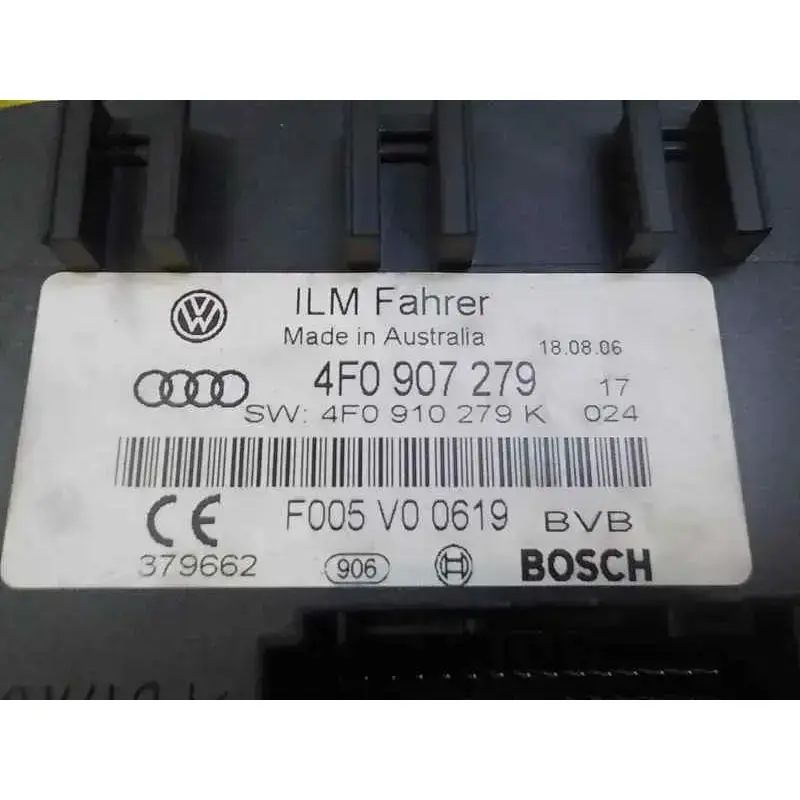 ILM Fahrer
Made in Australia
18.08.06
4F0 907 279 17
SW: 4F0 910 279 K 024
CE F005 V0 0619 BVB
379662 906 BOSCH